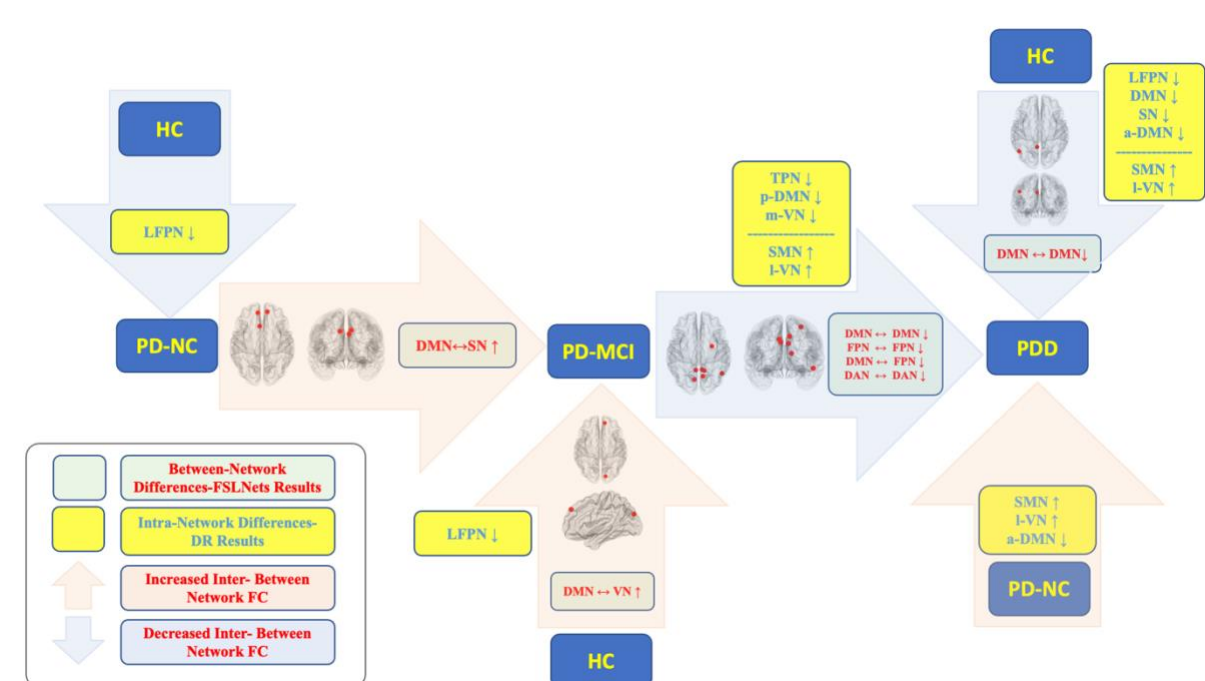 HC
LFPN ↓
PD-NC
DMN↔SN ↑
PD-MCI
TPN ↓
p-DMN ↓
m-VN ↓
----------------
SMN ↑
l-VN ↑
DMN ↔ DMN↓
FPN ↔ FPN↓
DMN ↔ FPN↓
DAN ↔ DAN↓
HC
LFPN ↓
DMN ↓
SN ↓
a-DMN ↓
----------------
SMN ↑
l-VN ↑
DMN ↔ DMN↓
PDD
SMN ↑
l-VN ↑
a-DMN ↓
PD-NC
LFPN ↓
DMN ↔ VN ↑
HC
Between-Network
Differences-FSLNets Results
Intra-Network Differences-
DR Results
Increased Inter- Between
Network FC
Decreased Inter- Between
Network FC